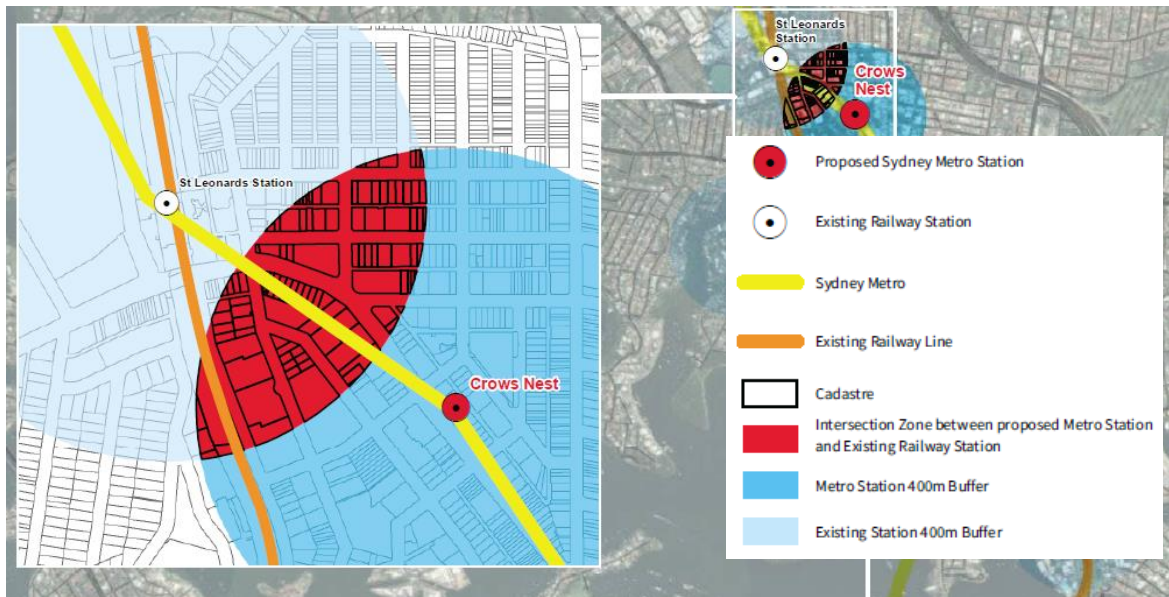 St Leonards Station
Crows Nest
St Leonards
Station
Crows
Nest
Proposed Sydney Metro Station
Existing Railway Station
Sydney Metro
Existing Railway Line
Cadastre
Intersection Zone between proposed Metro Station
and Existing Railway Station
Metro Station 400m Buffer
Existing Station 400m Buffer